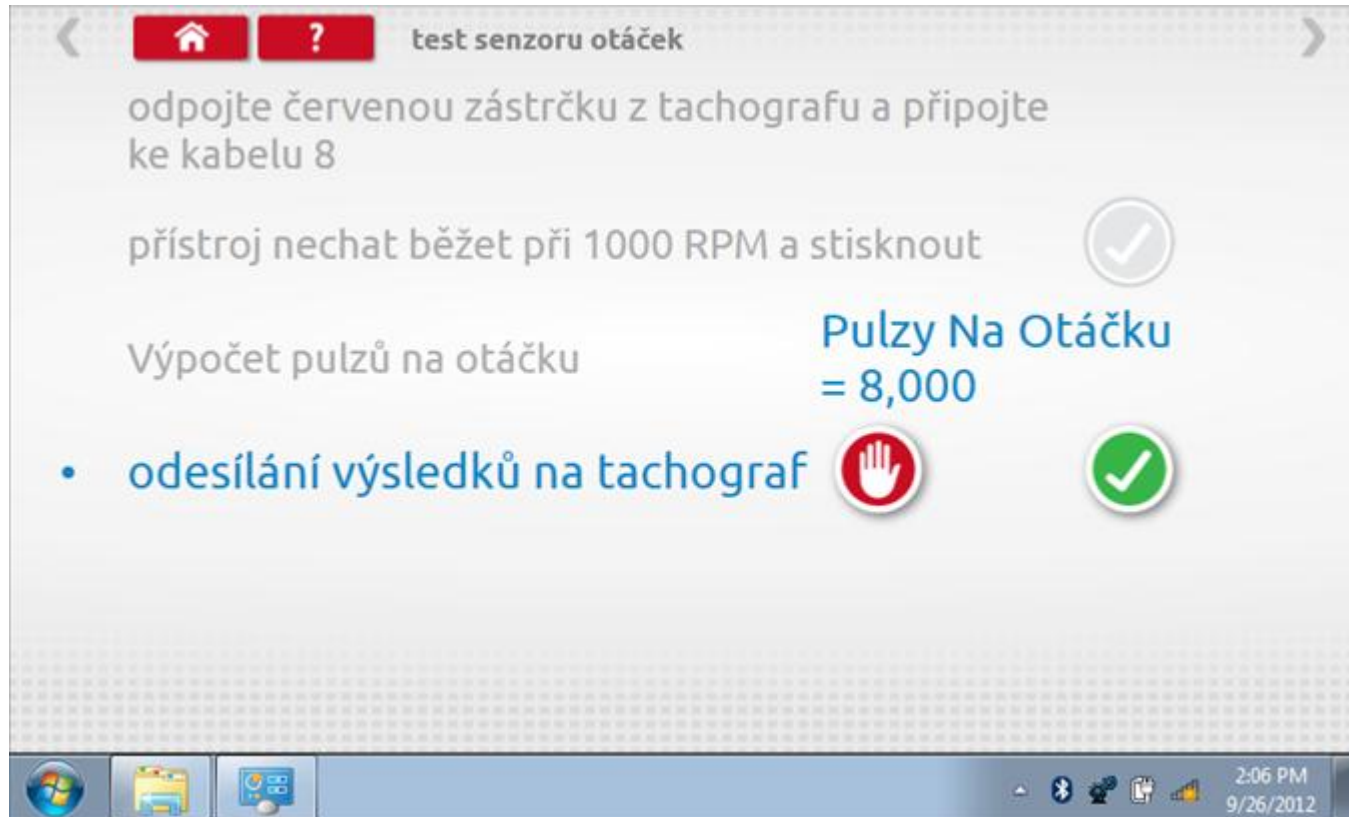 ? test senzoru otáček
odpojte červenou zástrčku z tachografu a připojte
ke kabelu 8
přístroj nechat běžet při 1000 RPM a stisknout
Výpočet pulzů na otáčku
Pulzy Na Otáčku
= 8,000
• odesílání výsledků na tachograf
2:06 PM
9/26/2012